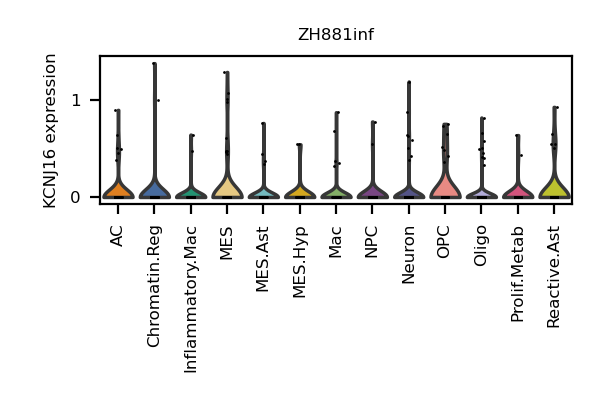 ZH881inf
KCNJ16 expression
1
0
AC
Chromatin.Reg
Inflammatory.Mac
MES
MES.Ast
MES.Hyp
Mac
NPC
Neuron
OPC
Oligo
Prolif.Metab
Reactive.Ast